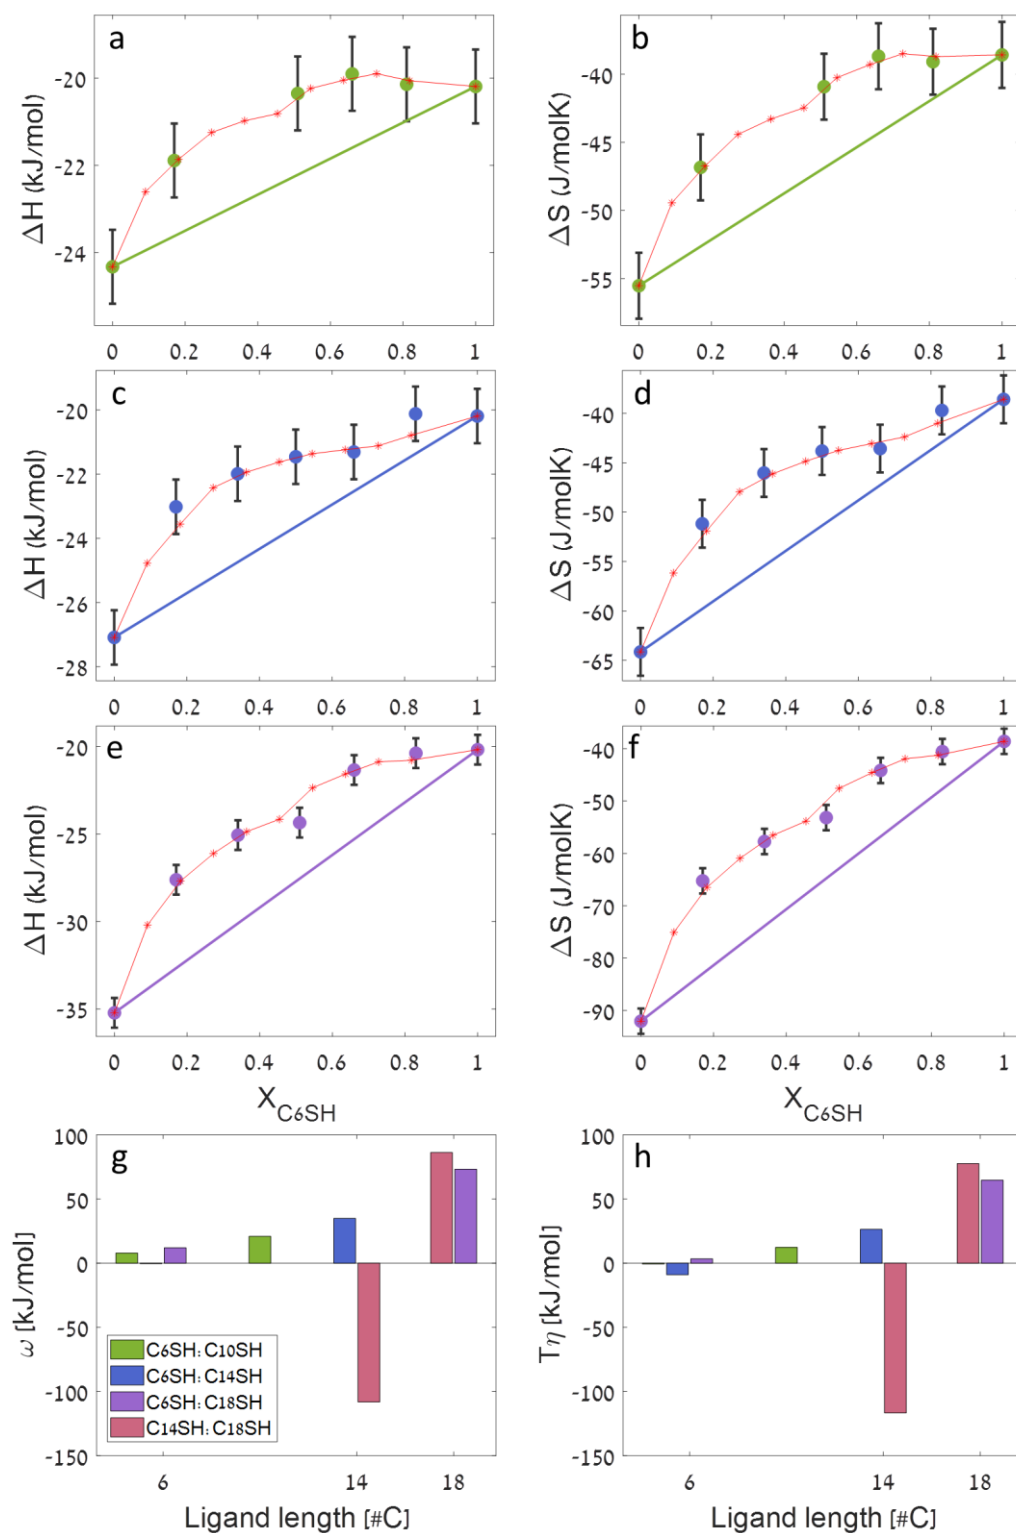 a
ΔH (kJ/mol)
-20
-22
-24
0 0.2 0.4 0.6 0.8 1
b
ΔS (J/molK)
-40
-45
-50
-55
0 0.2 0.4 0.6 0.8 1
c
ΔH (kJ/mol)
-20
-22
-24
-26
-28
0 0.2 0.4 0.6 0.8 1
d
ΔS (J/molK)
-40
-45
-50
-55
-60
-65
0 0.2 0.4 0.6 0.8 1
e
ΔH (kJ/mol)
-20
-25
-30
-35
0 0.2 0.4 0.6 0.8 1
X_C6SH
f
ΔS (J/molK)
-40
-50
-60
-70
-80
-90
0 0.2 0.4 0.6 0.8 1
X_C6SH
g
ω [kJ/mol]
100
50
0
-50
-100
-150
C6SH: C10SH
C6SH: C14SH
C6SH: C18SH
C14SH: C18SH
6 14 18
Ligand length [#C]
h
Tη [kJ/mol]
100
50
0
-50
-100
-150
6 14 18
Ligand length [#C]